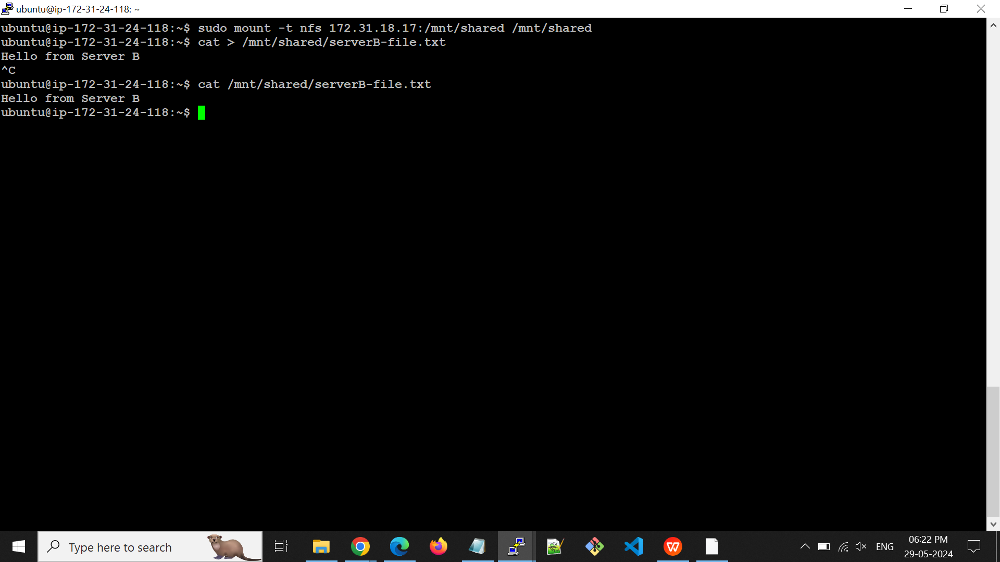 ubuntu@ip-172-31-24-118: ~
ubuntu@ip-172-31-24-118:~$ sudo mount -t nfs 172.31.18.17:/mnt/shared /mnt/shared
ubuntu@ip-172-31-24-118:~$ cat > /mnt/shared/serverB-file.txt
Hello from Server B
^C
ubuntu@ip-172-31-24-118:~$ cat /mnt/shared/serverB-file.txt
Hello from Server B
ubuntu@ip-172-31-24-118:~$
Type here to search
ENG
06:22 PM
29-05-2024